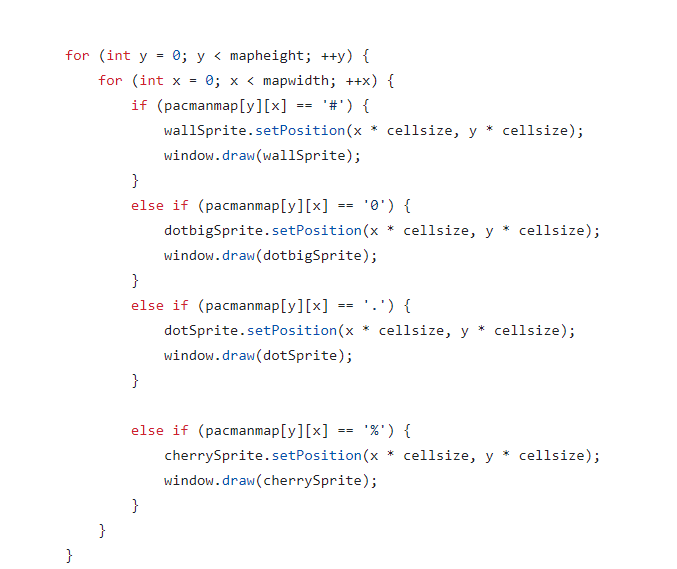 for (int y = 0; y < mapheight; ++y) {
    for (int x = 0; x < mapwidth; ++x) {
        if (pacmanmap[y][x] == '#') {
            wallSprite.setPosition(x * cellsize, y * cellsize);
            window.draw(wallSprite);
        }
        else if (pacmanmap[y][x] == '0') {
            dotbigSprite.setPosition(x * cellsize, y * cellsize);
            window.draw(dotbigSprite);
        }
        else if (pacmanmap[y][x] == '.') {
            dotSprite.setPosition(x * cellsize, y * cellsize);
            window.draw(dotSprite);
        }

        else if (pacmanmap[y][x] == '%') {
            cherrySprite.setPosition(x * cellsize, y * cellsize);
            window.draw(cherrySprite);
        }
    }
}